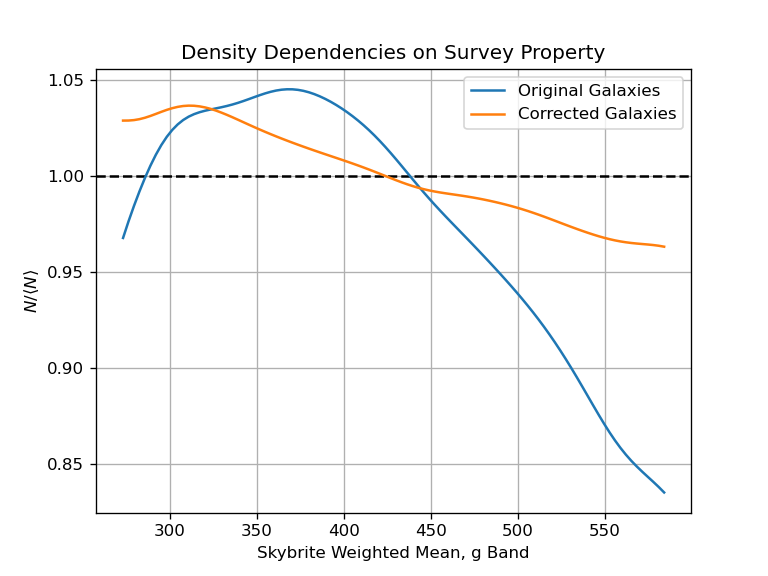 Density Dependencies on Survey Property
Original Galaxies
Corrected Galaxies
1.05
1.00
0.95
0.90
0.85
N/⟨N⟩
300 350 400 450 500 550
Skybrite Weighted Mean, g Band